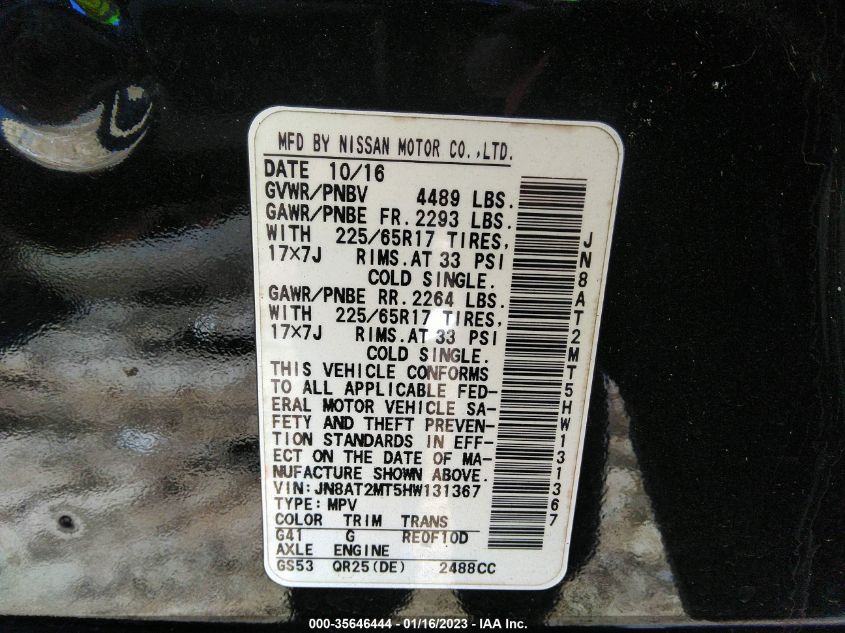 MFD BY NISSAN MOTOR CO.,LTD.
DATE 10/16
GVWR/PNBV 4489 LBS.
GAWR/PNBE FR. 2293 LBS.
WITH 225/65R17 TIRES,
17×7J RIMS. AT 33 PSI
COLD SINGLE.
GAWR/PNBE RR. 2264 LBS.
WITH 225/65R17 TIRES,
17×7J RIMS. AT 33 PSI
COLD SINGLE.
THIS VEHICLE CONFORMS
TO ALL APPLICABLE FED-
ERAL MOTOR VEHICLE SA-
FETY AND THEFT PREVEN-
TION STANDARDS IN EFF-
ECT ON THE DATE OF MA-
NUFACTURE SHOWN ABOVE.
VIN: JN8AT2MT5HW131367
TYPE: MPV
COLOR TRIM TRANS
G41 G RE0F10D
AXLE ENGINE
GS53 QR25(DE) 2488CC
JN8AT2MT5HW131367
000-35646444 - 01/16/2023 - IAA Inc.